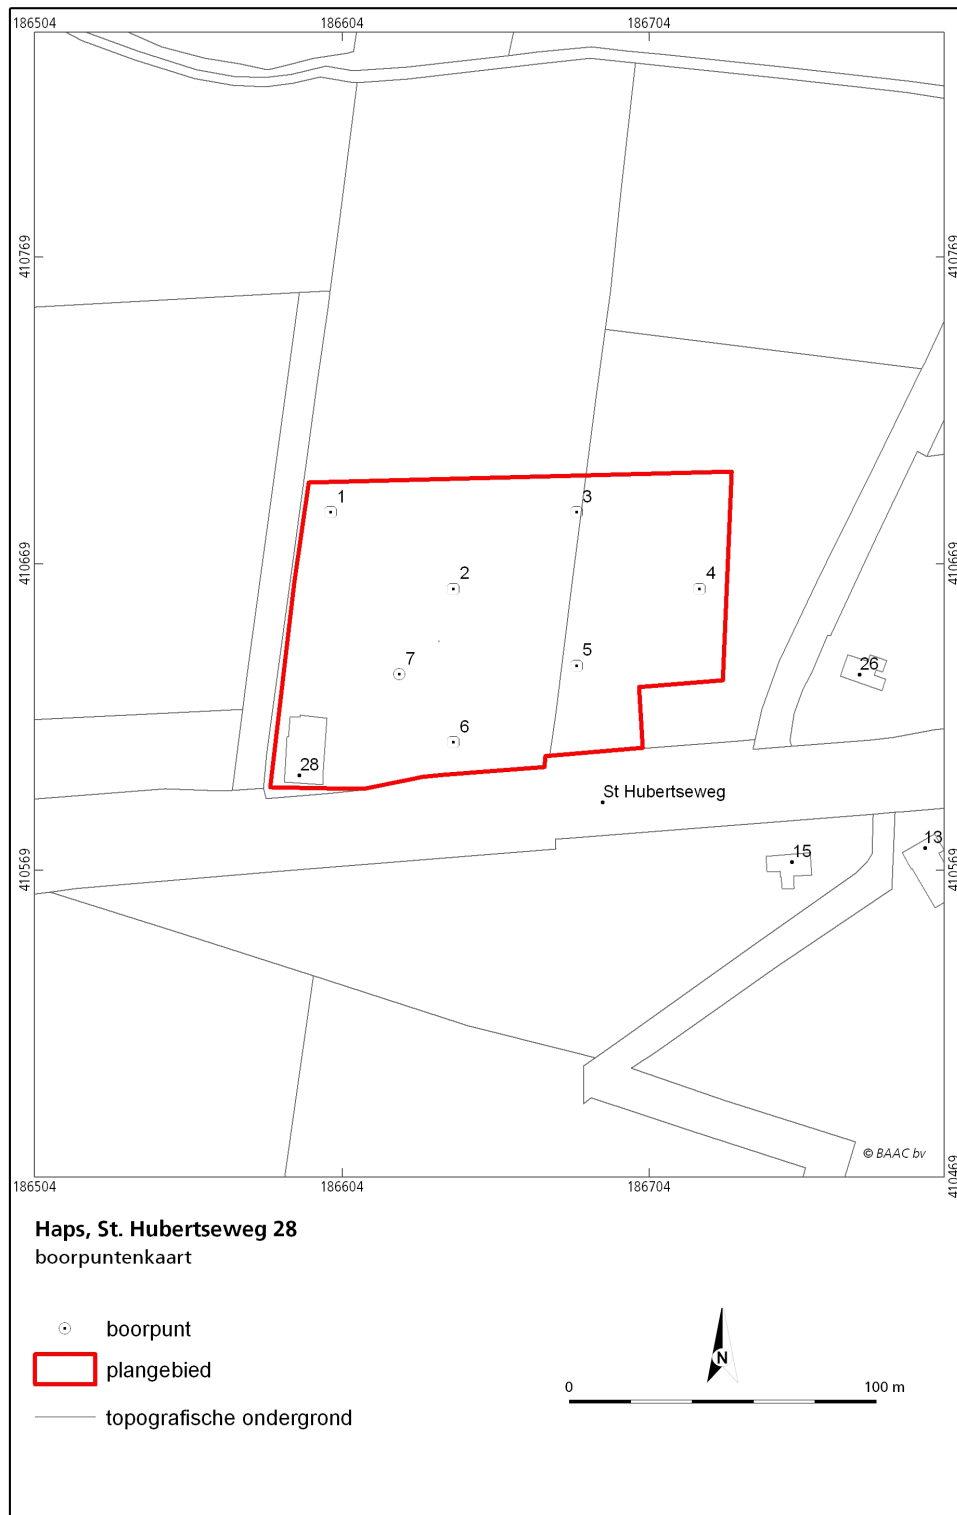 186504 186604 186704
410769 410769
1 3
410669 410669
2 4
7 5
26
6
28
St Hubertseweg
15 13
410569 410569
© BAAC bv
410469
186504 186604 186704
Haps, St. Hubertseweg 28
boorpuntenkaart
boorpunt
plangebied
topografische ondergrond
N
0 100 m